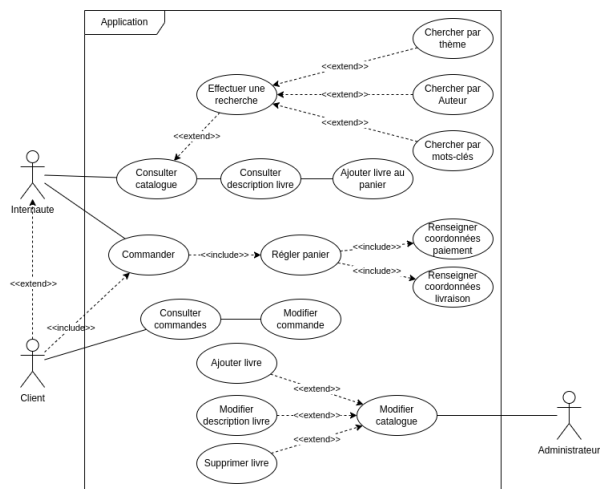 Application
Chercher par
thème
<<extend>>
Effectuer une
recherche
<<extend>>
Chercher par
Auteur
<<extend>>
<<extend>>
Chercher par
mots-clés
Consulter
catalogue
Consulter
description livre
Ajouter livre au
panier
Internaute
Commander
<<include>>
Régler panier
<<include>>
Renseigner
coordonnées
paiement
<<include>>
Renseigner
coordonnées
livraison
<<extend>>
<<include>>
Consulter
commandes
Modifier
commande
Client
Ajouter livre
<<extend>>
Modifier
description livre
<<extend>>
Modifier
catalogue
<<extend>>
Supprimer livre
Administrateur